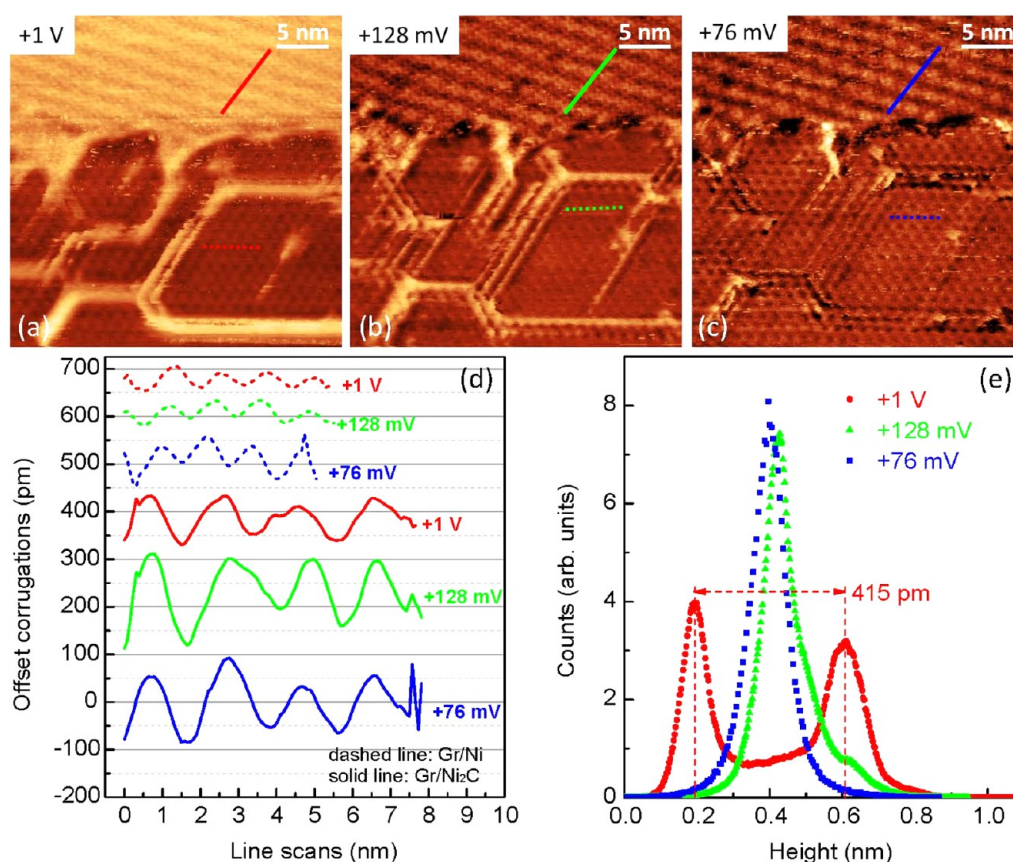 +1 V
5 nm
(a)
+128 mV
5 nm
(b)
+76 mV
5 nm
(c)
700
600
500
400
300
200
100
0
-100
-200
Offset corrugations (pm)
(d)
+1 V
+128 mV
+76 mV
+1 V
+128 mV
+76 mV
dashed line: Gr/Ni
solid line: Gr/Ni₂C
0 1 2 3 4 5 6 7 8 9 10
Line scans (nm)
8
6
4
2
0
Counts (arb. units)
(e)
+1 V
+128 mV
+76 mV
415 pm
0.0 0.2 0.4 0.6 0.8 1.0
Height (nm)